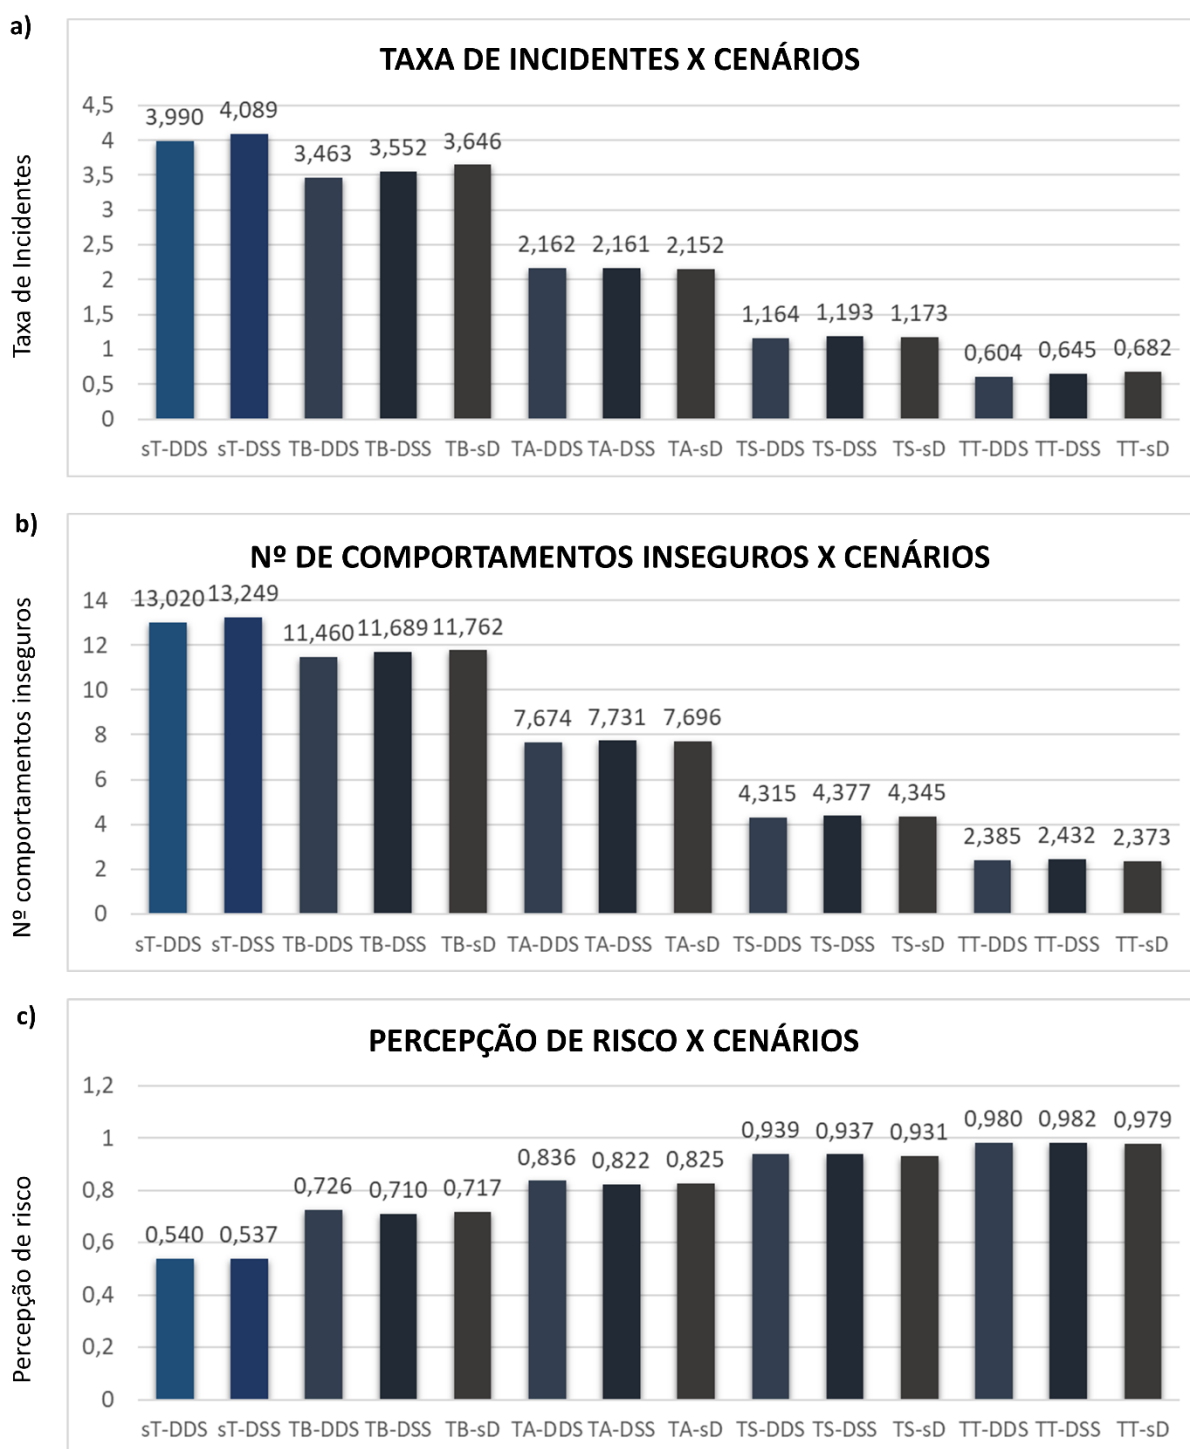 a)
TAXA DE INCIDENTES X CENÁRIOS
Taxa de Incidentes
4,5
4
3,5
3
2,5
2
1,5
1
0,5
0
3,990 4,089 3,463 3,552 3,646 2,162 2,161 2,152 1,164 1,193 1,173 0,604 0,645 0,682
sT-DDS sT-DSS TB-DDS TB-DSS TB-sD TA-DDS TA-DSS TA-sD TS-DDS TS-DSS TS-sD TT-DDS TT-DSS TT-sD
b)
Nº DE COMPORTAMENTOS INSEGUROS X CENÁRIOS
Nº comportamentos inseguros
14
12
10
8
6
4
2
0
13,020 13,249 11,460 11,689 11,762 7,674 7,731 7,696 4,315 4,377 4,345 2,385 2,432 2,373
sT-DDS sT-DSS TB-DDS TB-DSS TB-sD TA-DDS TA-DSS TA-sD TS-DDS TS-DSS TS-sD TT-DDS TT-DSS TT-sD
c)
PERCEPÇÃO DE RISCO X CENÁRIOS
Percepção de risco
1,2
1
0,8
0,6
0,4
0,2
0
0,540 0,537 0,726 0,710 0,717 0,836 0,822 0,825 0,939 0,937 0,931 0,980 0,982 0,979
sT-DDS sT-DSS TB-DDS TB-DSS TB-sD TA-DDS TA-DSS TA-sD TS-DDS TS-DSS TS-sD TT-DDS TT-DSS TT-sD